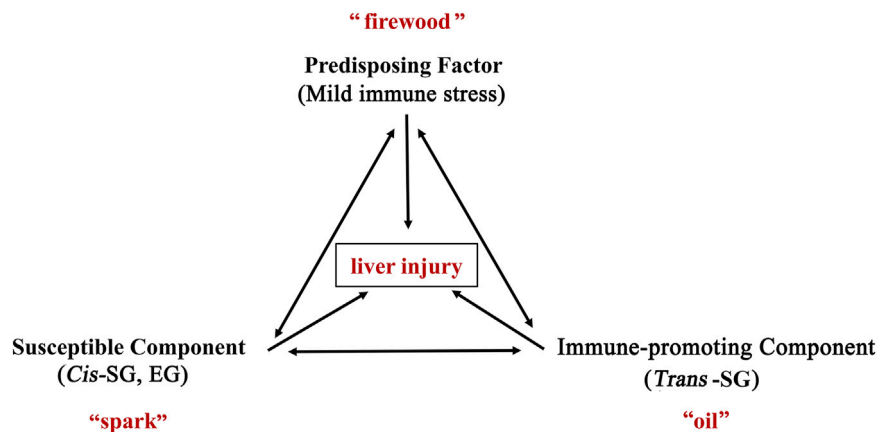 “firewood”
Predisposing Factor
(Mild immune stress)
liver injury
Susceptible Component
(Cis-SG, EG)
“spark”
Immune-promoting Component
(Trans -SG)
“oil”